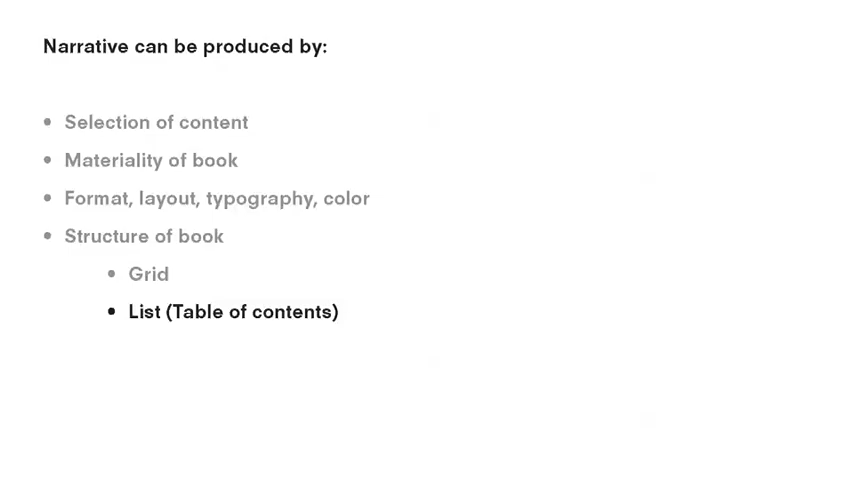 Narrative can be produced by:
• Selection of content
• Materiality of book
• Format, layout, typography, color
• Structure of book
• Grid
• List (Table of contents)